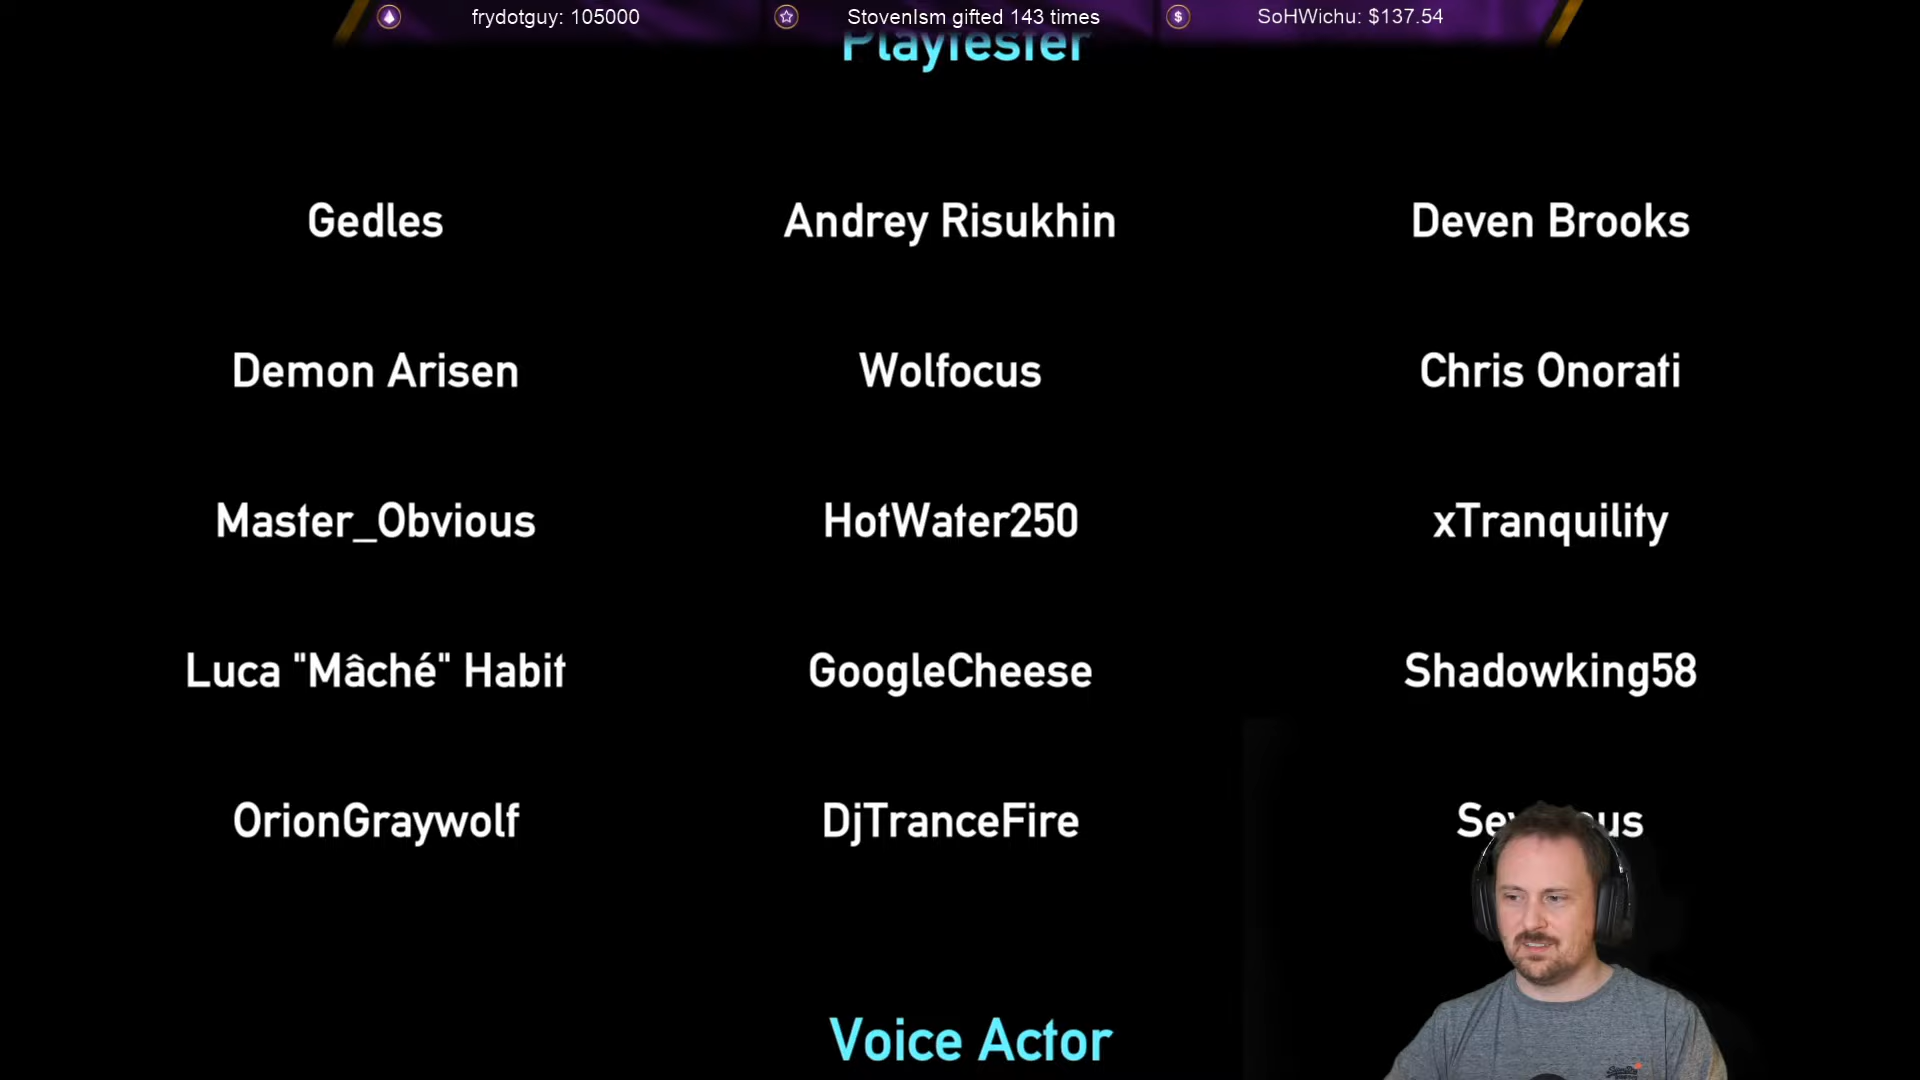 frydotguy: 105000
StovenIsm gifted 143 times
$
SoHWichu: $137.54
Playtester
Gedles
Andrey Risukhin
Deven Brooks
Demon Arisen
Wolfocus
Chris Onorati
Master_Obvious
HotWater250
xTranquility
Luca "Mâché" Habit
GoogleCheese
Shadowking58
OrionGraywolf
DjTranceFire
Voice Actor